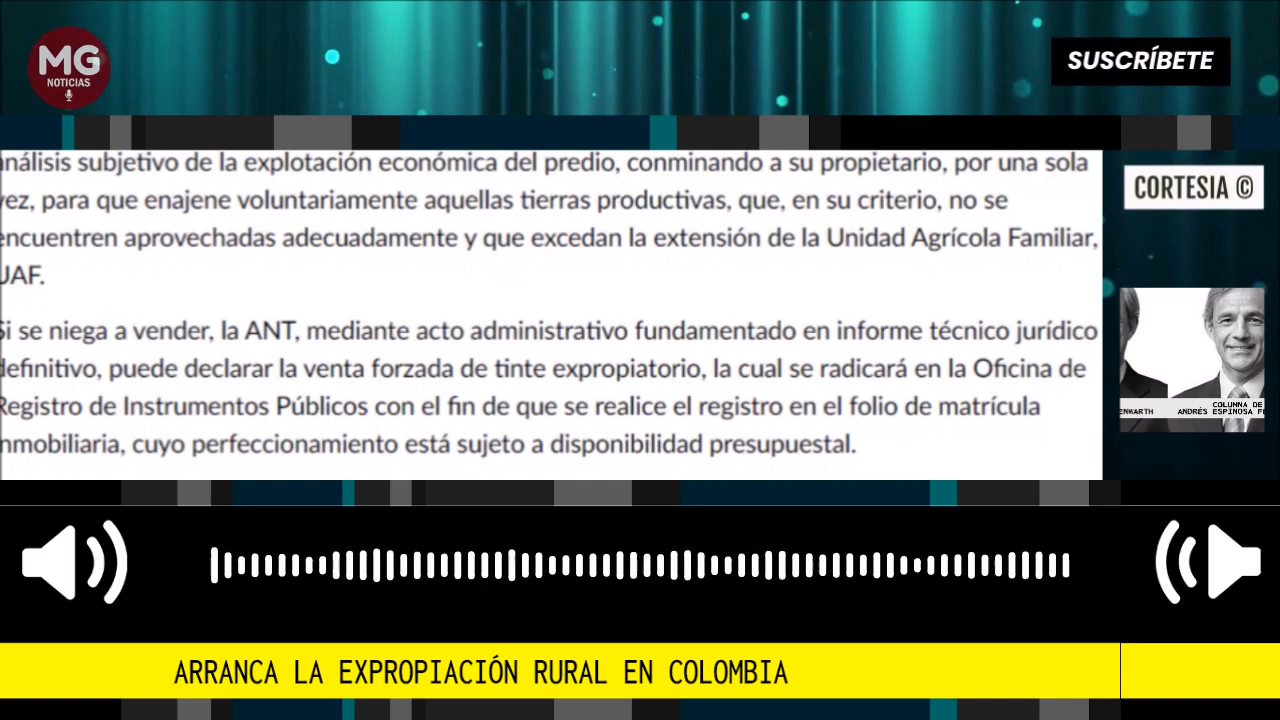 MG
NOTICIAS
SUSCRÍBETE
análisis subjetivo de la explotación económica del predio, conminando a su propietario, por una sola
vez, para que enajene voluntariamente aquellas tierras productivas, que, en su criterio, no se
encuentren aprovechadas adecuadamente y que excedan la extensión de la Unidad Agrícola Familiar,
UAF.
Si se niega a vender, la ANT, mediante acto administrativo fundamentado en informe técnico jurídico
definitivo, puede declarar la venta forzada de tinte expropiatorio, la cual se radicará en la Oficina de
Registro de Instrumentos Públicos con el fin de que se realice el registro en el folio de matrícula
inmobiliaria, cuyo perfeccionamiento está sujeto a disponibilidad presupuestal.
CORTESIA ©
COLUMNA DE
ENWARTH ANDRÉS ESPINOSA F
ARRANCA LA EXPROPIACIÓN RURAL EN COLOMBIA